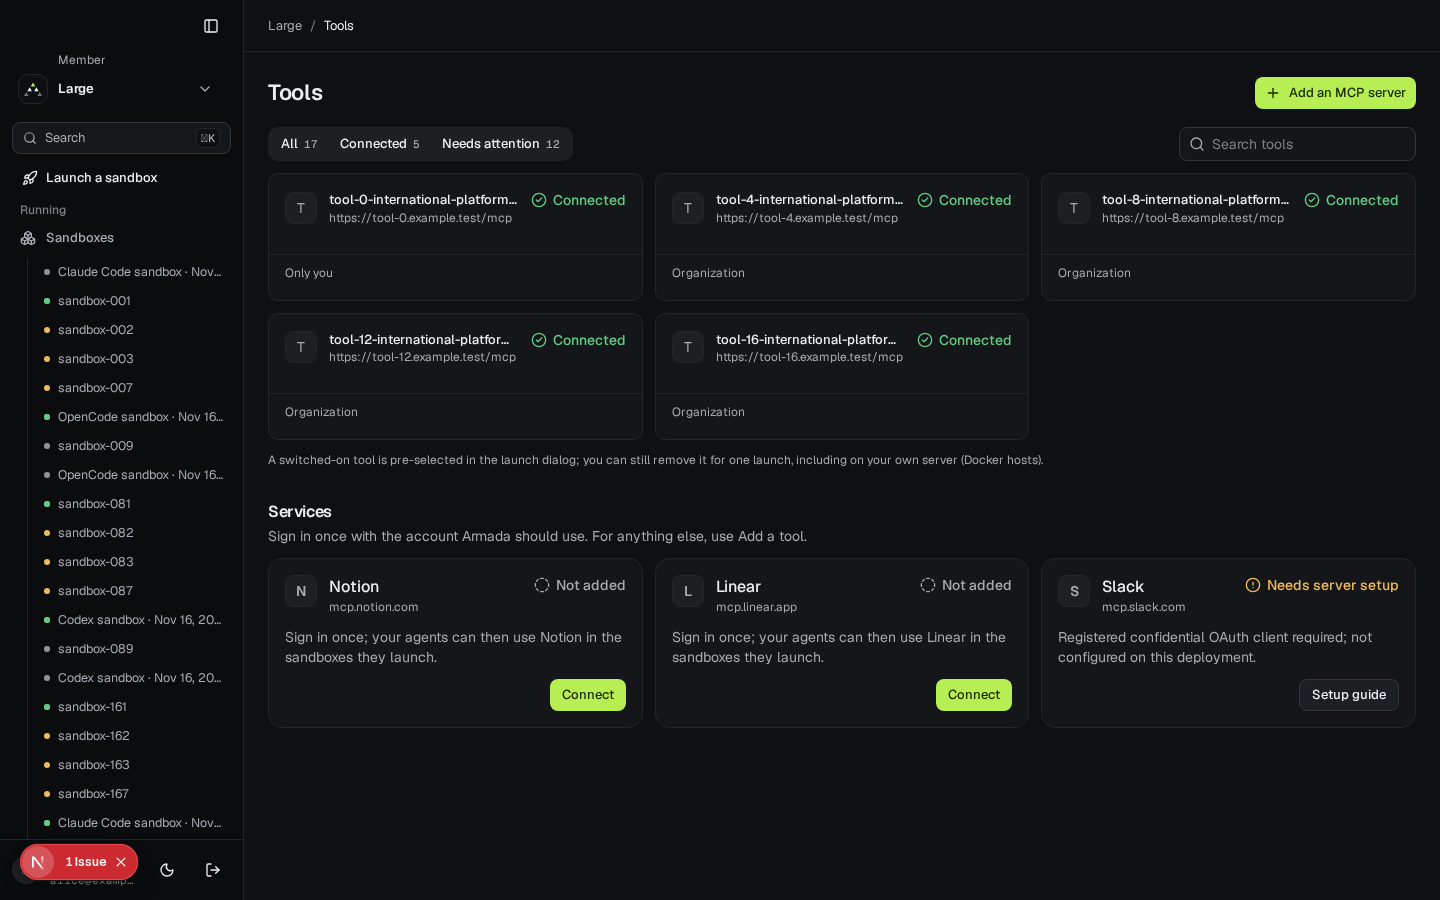 Member
Large
Search
K
Launch a sandbox
Running
Sandboxes
Claude Code sandbox · Nov...
sandbox-001
sandbox-002
sandbox-003
sandbox-007
OpenCode sandbox · Nov 16...
sandbox-009
OpenCode sandbox · Nov 16...
sandbox-081
sandbox-082
sandbox-083
sandbox-087
Codex sandbox · Nov 16, 20...
sandbox-089
Codex sandbox · Nov 16, 20...
sandbox-161
sandbox-162
sandbox-163
sandbox-167
Claude Code sandbox · Nov...
N 1 Issue
Large / Tools
Tools
Add an MCP server
All 17 Connected 5 Needs attention 12
Search tools
T tool-0-international-platform... Connected
https://tool-0.example.test/mcp
Only you
T tool-4-international-platform... Connected
https://tool-4.example.test/mcp
Organization
T tool-8-international-platform... Connected
https://tool-8.example.test/mcp
Organization
T tool-12-international-platfor... Connected
https://tool-12.example.test/mcp
Organization
T tool-16-international-platfor... Connected
https://tool-16.example.test/mcp
Organization
A switched-on tool is pre-selected in the launch dialog; you can still remove it for one launch, including on your own server (Docker hosts).
Services
Sign in once with the account Armada should use. For anything else, use Add a tool.
N Notion Not added
mcp.notion.com
Sign in once; your agents can then use Notion in the
sandboxes they launch.
Connect
L Linear Not added
mcp.linear.app
Sign in once; your agents can then use Linear in the
sandboxes they launch.
Connect
S Slack Needs server setup
mcp.slack.com
Registered confidential OAuth client required; not
configured on this deployment.
Setup guide